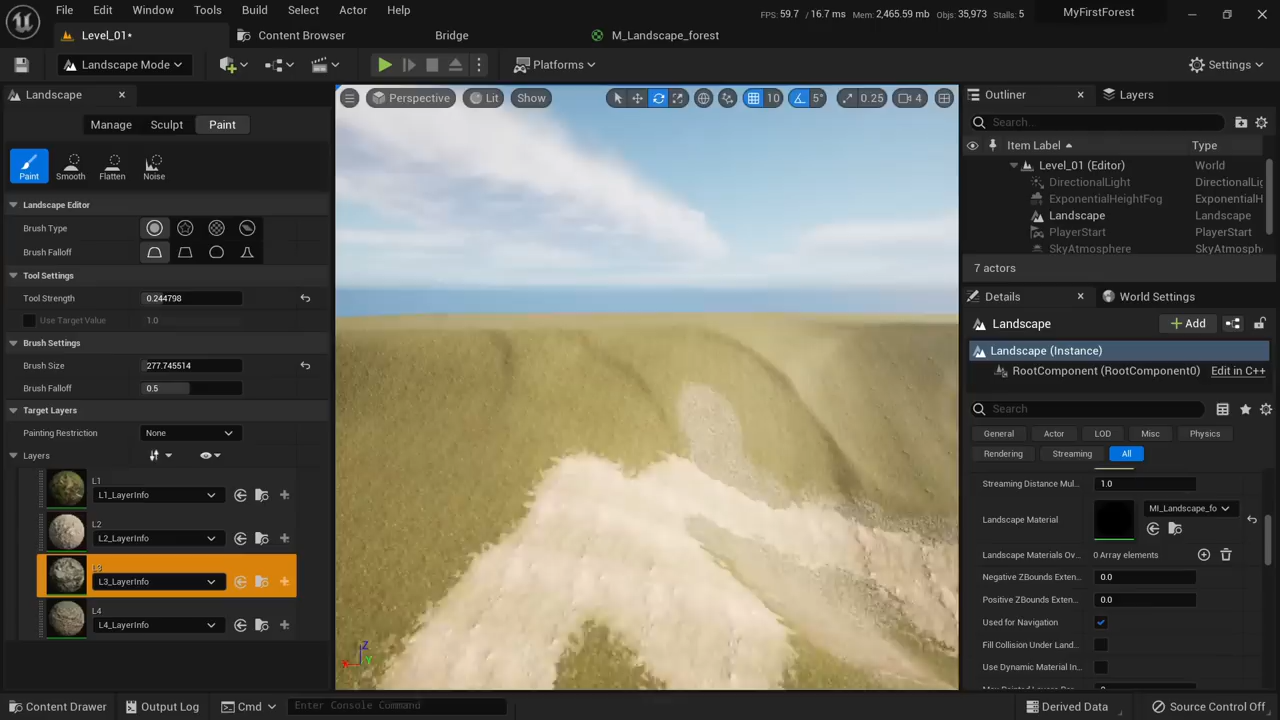 File Edit Window Tools Build Select Actor Help
FPS: 59.7 / 16.7 ms Mem: 2,465.59 mb Objs: 35,973 Stalls: 5
MyFirstForest
Level_01•
Content Browser
Bridge
M_Landscape_forest
Landscape Mode
Platforms
Settings
Landscape
Manage Sculpt Paint
Paint Smooth Flatten Noise
Landscape Editor
Brush Type
Brush Falloff
Tool Settings
Tool Strength 0.244798
Use Target Value 1.0
Brush Settings
Brush Size 277.745514
Brush Falloff 0.5
Target Layers
Painting Restriction None
Layers
L1
L1_LayerInfo
L2
L2_LayerInfo
L3
L3_LayerInfo
L4
L4_LayerInfo
Perspective Lit Show
10 5° 0.25 4
Z
X
Y
Outliner Layers
Search...
Item Label Type
Level_01 (Editor) World
DirectionalLight DirectionalLig
ExponentialHeightFog ExponentialH
Landscape Landscape
PlayerStart PlayerStart
SkyAtmosphere SkyAtmosph
7 actors
Details World Settings
Landscape Add
Landscape (Instance)
RootComponent (RootComponent0) Edit in C++
Search
General Actor LOD Misc Physics
Rendering Streaming All
Streaming Distance Mul... 1.0
Landscape Material MI_Landscape_fo
Landscape Materials Ov... 0 Array elements
Negative ZBounds Exten... 0.0
Positive ZBounds Exten... 0.0
Used for Navigation
Fill Collision Under Land...
Use Dynamic Material In...
Content Drawer Output Log Cmd Enter Console Command Derived Data Source Control Off